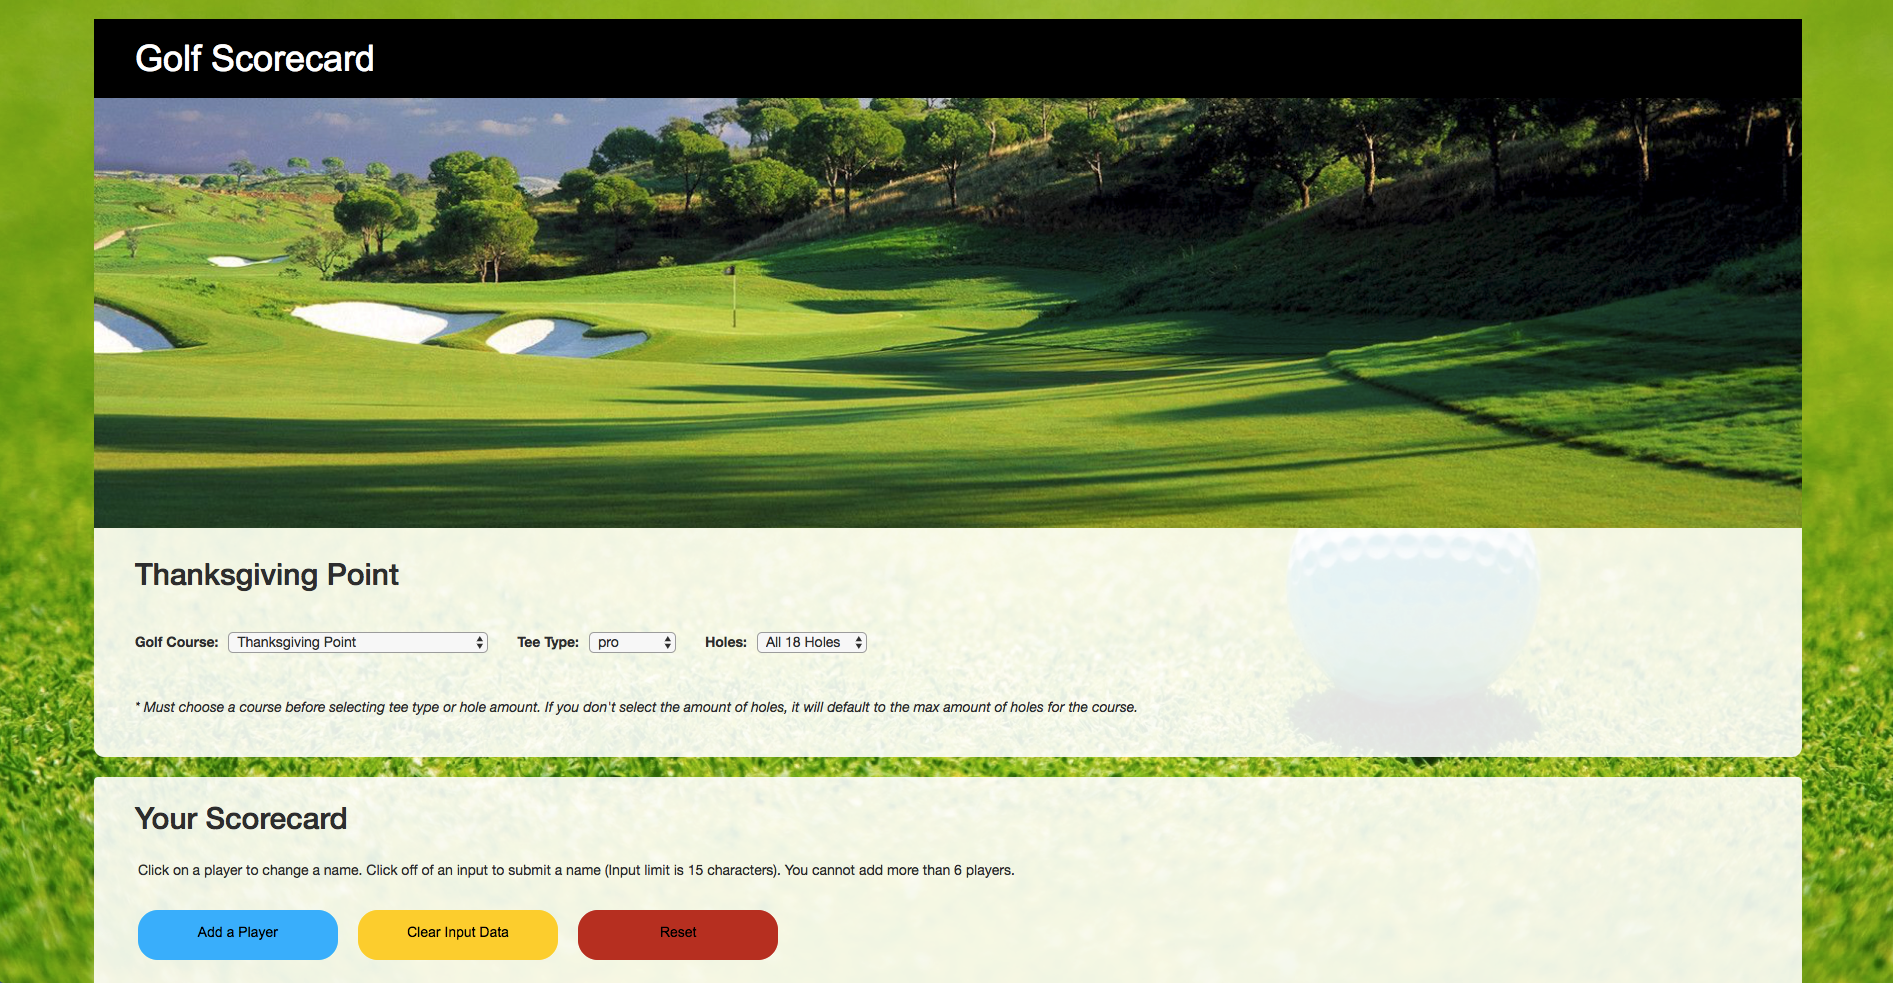 Golf Scorecard
Thanksgiving Point
Golf Course: Thanksgiving Point Tee Type: pro Holes: All 18 Holes
* Must choose a course before selecting tee type or hole amount. If you don't select the amount of holes, it will default to the max amount of holes for the course.
Your Scorecard
Click on a player to change a name. Click off of an input to submit a name (Input limit is 15 characters). You cannot add more than 6 players.
Add a Player Clear Input Data Reset